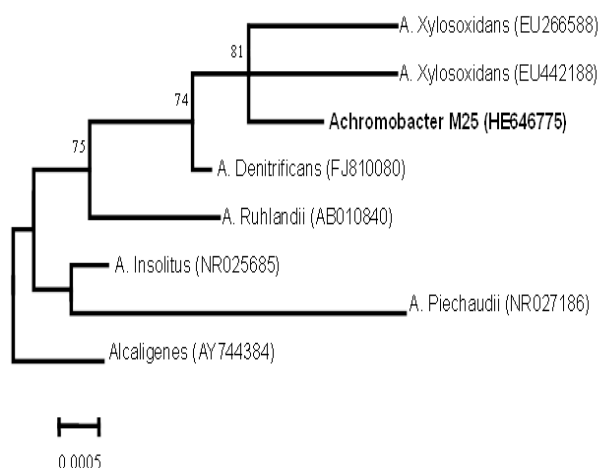 A. Xylosoxidans (EU266588)
81
A. Xylosoxidans (EU442188)
74
Achromobacter M25 (HE646775)
75
A. Denitrificans (FJ810080)
A. Ruhlandii (AB010840)
A. Insolitus (NR025685)
A. Piechaudii (NR027186)
Alcaligenes (AY744384)
0.0005